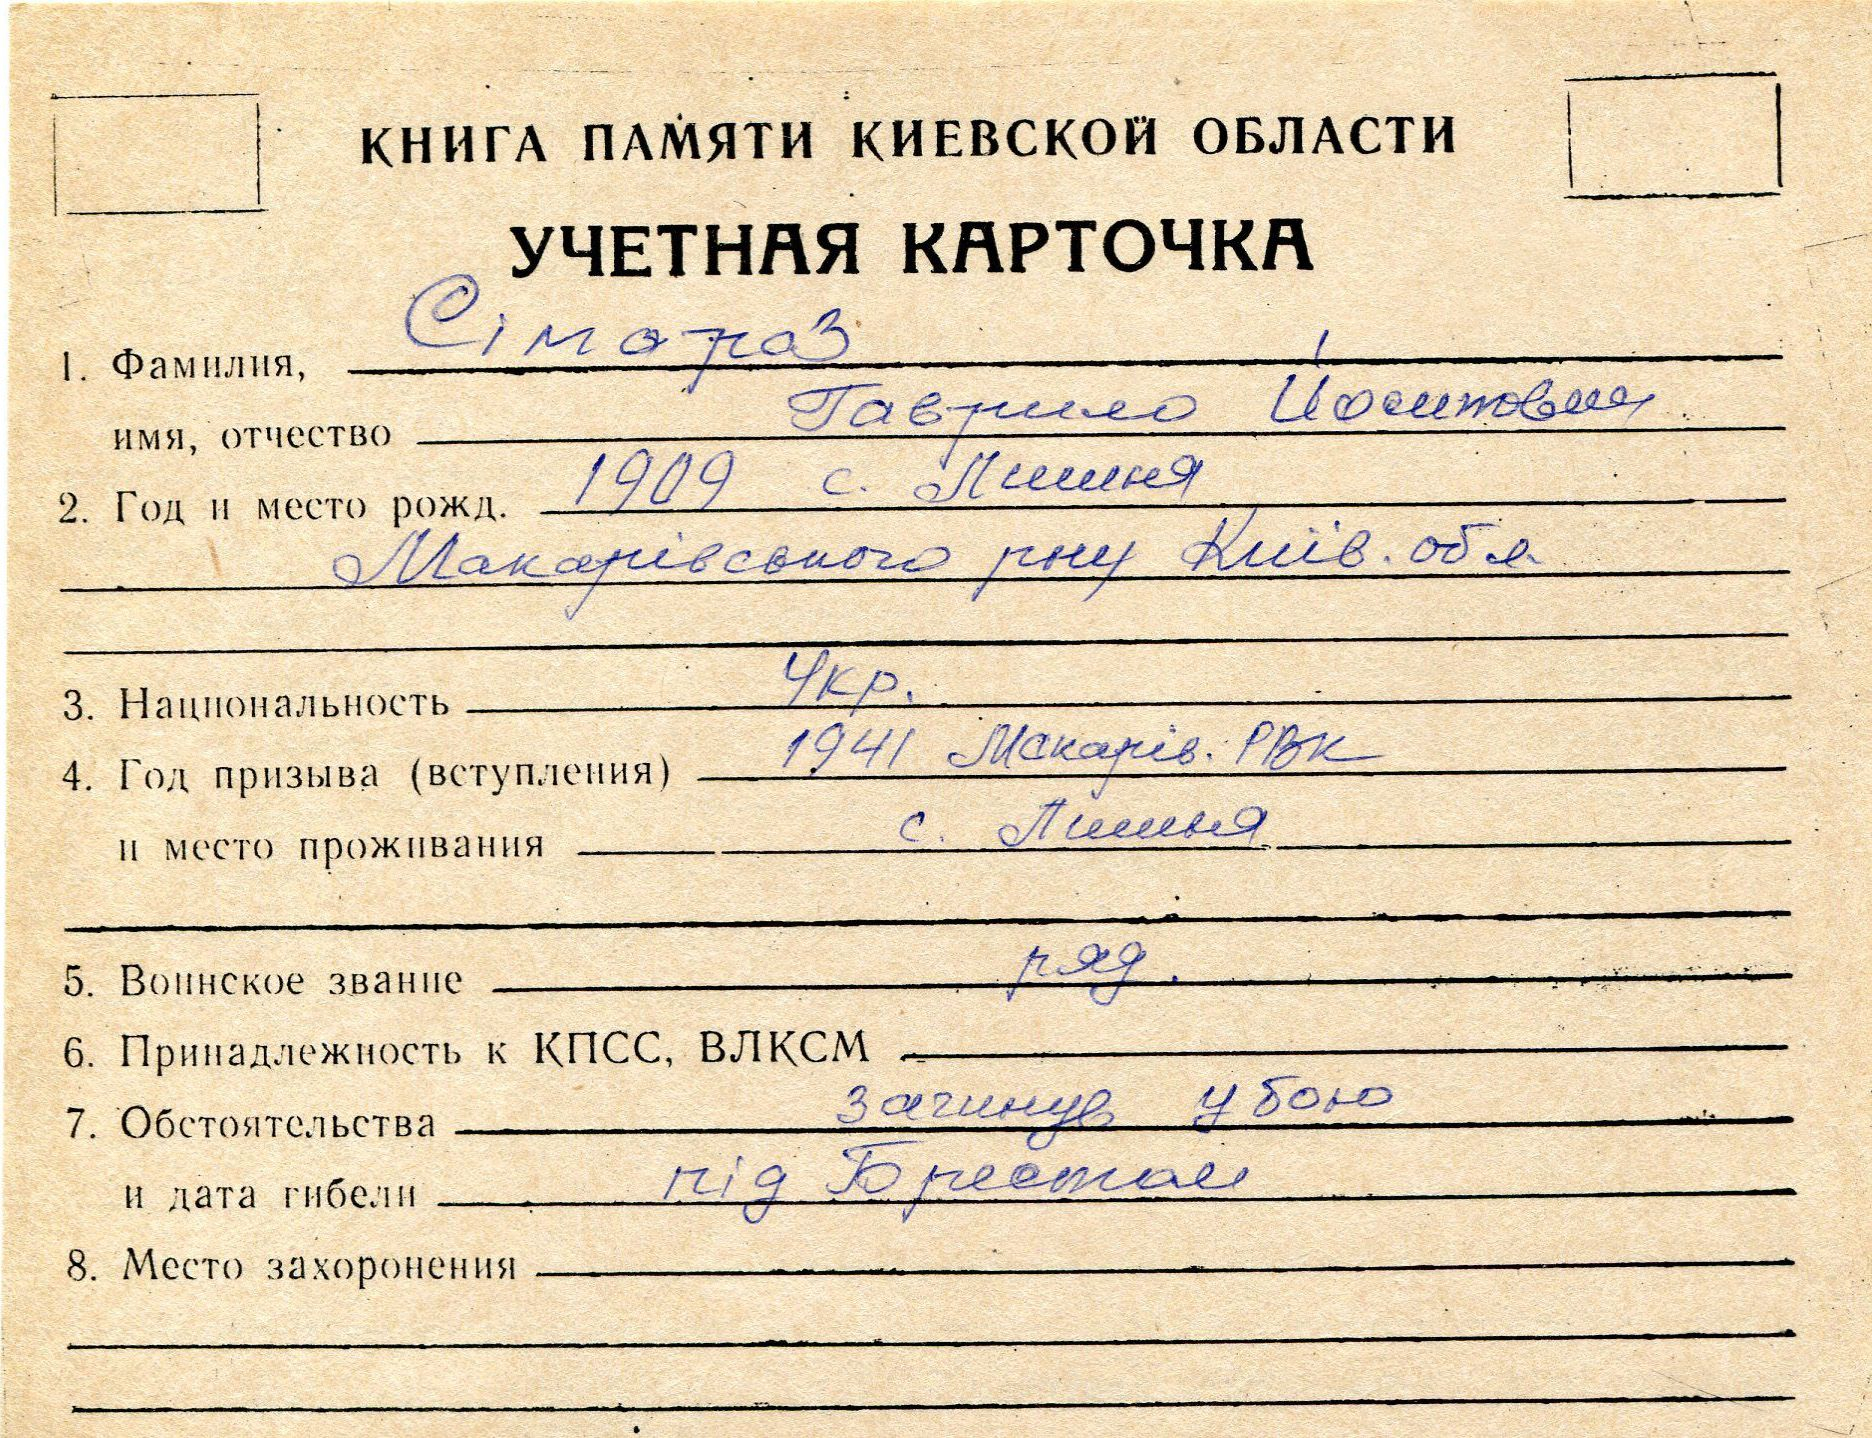 КНИГА ПАМЯТИ КИЕВСКОЙ ОБЛАСТИ
УЧЕТНАЯ КАРТОЧКА
1. Фамилия, Сімораз
имя, отчество Гаврило Йосипович
2. Год и место рожд. 1909 с. Лишня
Макарівського р-ну Київ. обл.
3. Национальность Укр.
4. Год призыва (вступления) 1941 Макарів. РВК
и место проживания с. Лишня
5. Воинское звание ряд.
6. Принадлежность к КПСС, ВЛКСМ
7. Обстоятельства загинув у бою
и дата гибели під Брестом
8. Место захоронения